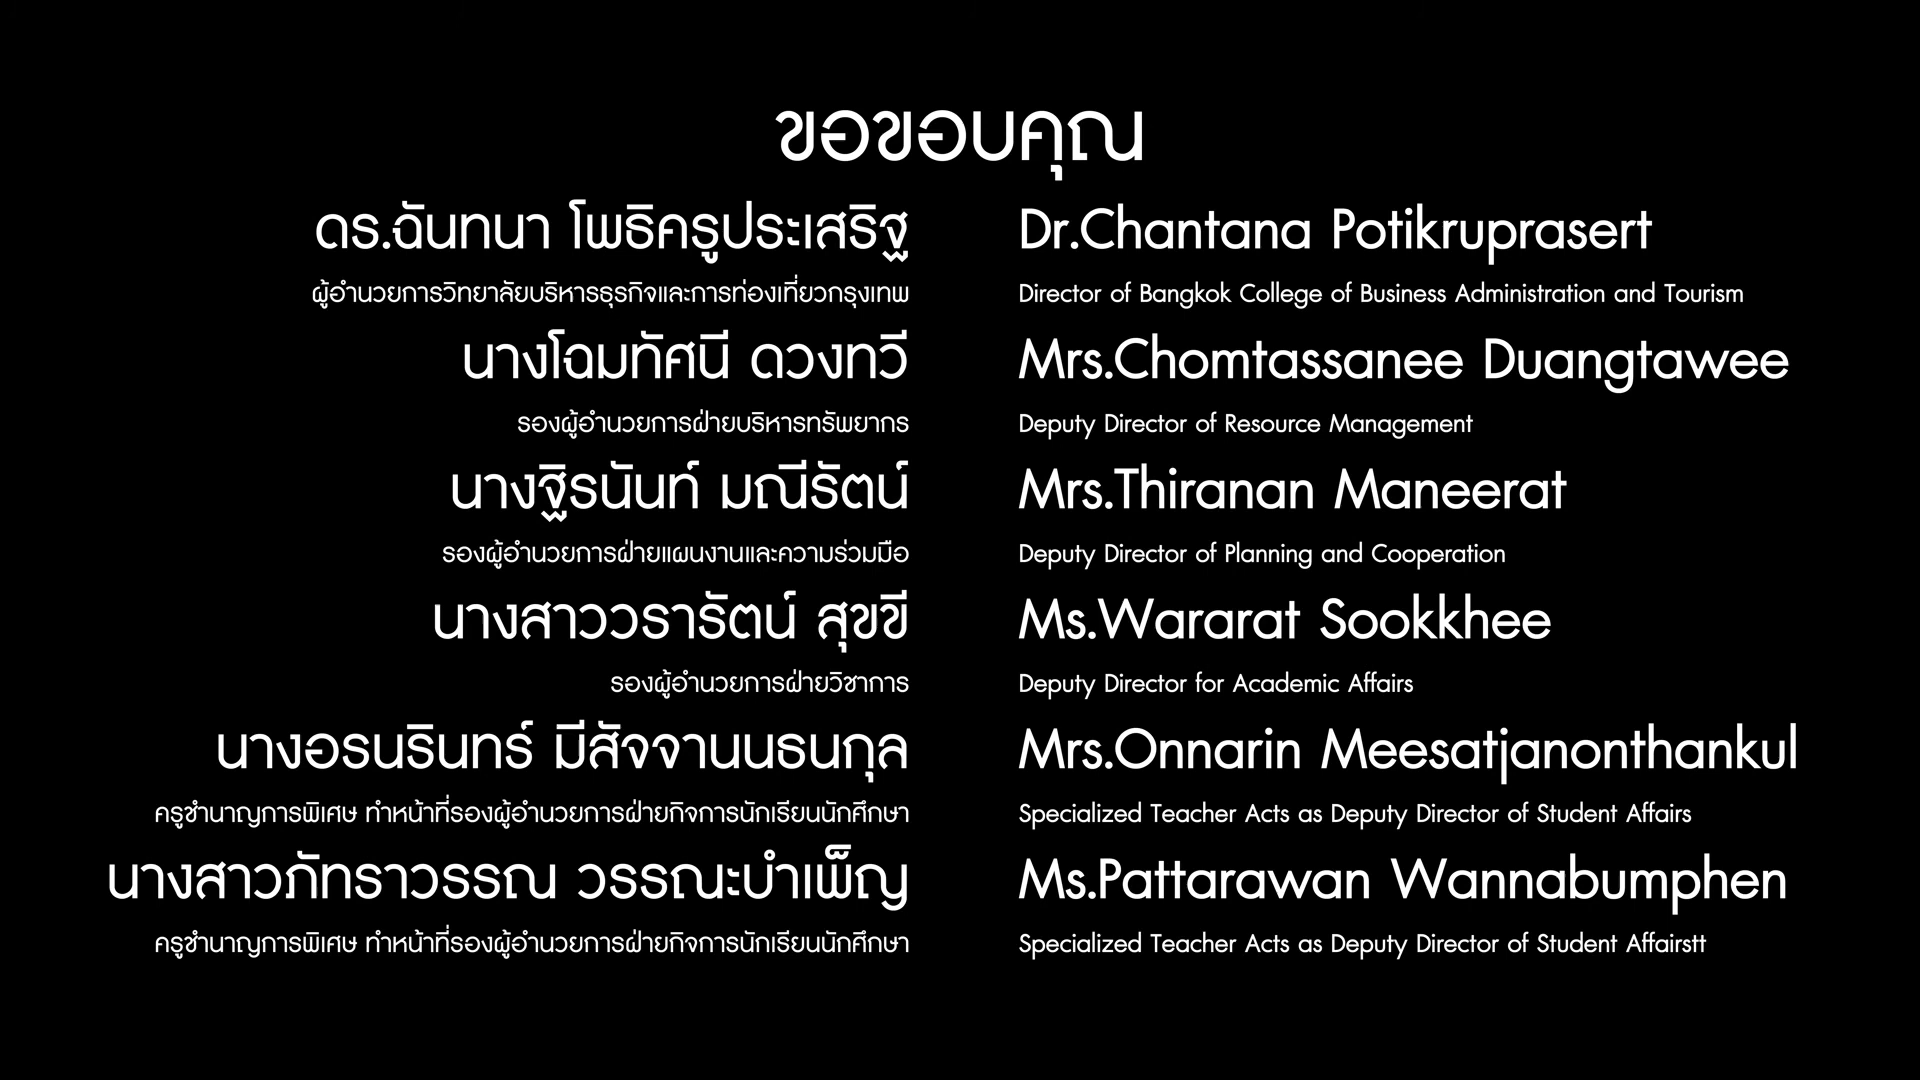 ขอขอบคุณ
ดร.ฉันทนา โพธิครูประเสริฐ
Dr.Chantana Potikruprasert
ผู้อำนวยการวิทยาลัยบริหารธุรกิจและการท่องเที่ยวกรุงเทพ
Director of Bangkok College of Business Administration and Tourism
นางโฉมทัศนี ดวงทวี
Mrs.Chomtassanee Duangtawee
รองผู้อำนวยการฝ่ายบริหารทรัพยากร
Deputy Director of Resource Management
นางฐิรนันท์ มณีรัตน์
Mrs.Thiranan Maneerat
รองผู้อำนวยการฝ่ายแผนงานและความร่วมมือ
Deputy Director of Planning and Cooperation
นางสาววรารัตน์ สุขขี
Ms.Wararat Sookkhee
รองผู้อำนวยการฝ่ายวิชาการ
Deputy Director for Academic Affairs
นางอรนรินทร์ มีสัจจานนธนกุล
Mrs.Onnarin Meesatjanonthankul
ครูชำนาญการพิเศษ ทำหน้าที่รองผู้อำนวยการฝ่ายกิจการนักเรียนนักศึกษา
Specialized Teacher Acts as Deputy Director of Student Affairs
นางสาวภัทราวรรณ วรรณะบำเพ็ญ
Ms.Pattarawan Wannabumphen
ครูชำนาญการพิเศษ ทำหน้าที่รองผู้อำนวยการฝ่ายกิจการนักเรียนนักศึกษา
Specialized Teacher Acts as Deputy Director of Student Affairstt